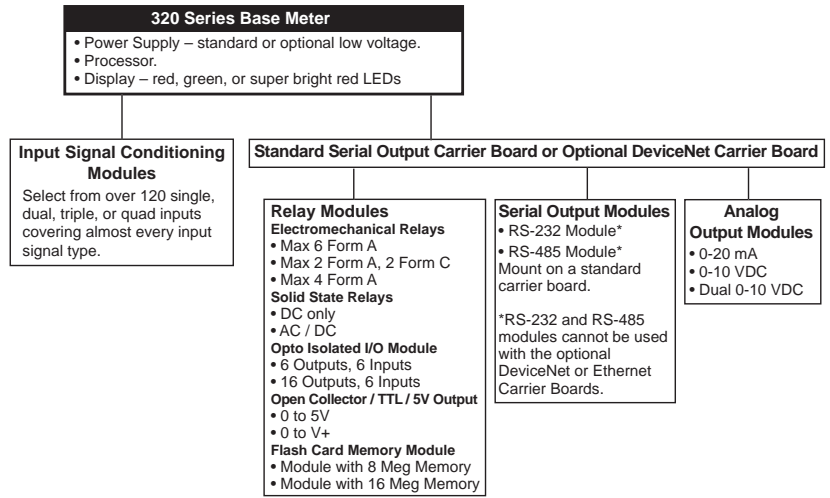 320 Series Base Meter
• Power Supply – standard or optional low voltage.
• Processor.
• Display – red, green, or super bright red LEDs
Input Signal Conditioning
Modules
Select from over 120 single,
dual, triple, or quad inputs
covering almost every input
signal type.
Standard Serial Output Carrier Board or Optional DeviceNet Carrier Board
Relay Modules
Electromechanical Relays
• Max 6 Form A
• Max 2 Form A, 2 Form C
• Max 4 Form A
Solid State Relays
• DC only
• AC / DC
Opto Isolated I/O Module
• 6 Outputs, 6 Inputs
• 16 Outputs, 6 Inputs
Open Collector / TTL / 5V Output
• 0 to 5V
• 0 to V+
Flash Card Memory Module
• Module with 8 Meg Memory
• Module with 16 Meg Memory
Serial Output Modules
• RS-232 Module*
• RS-485 Module*
Mount on a standard
carrier board.
*RS-232 and RS-485
modules cannot be used
with the optional
DeviceNet or Ethernet
Carrier Boards.
Analog
Output Modules
• 0-20 mA
• 0-10 VDC
• Dual 0-10 VDC